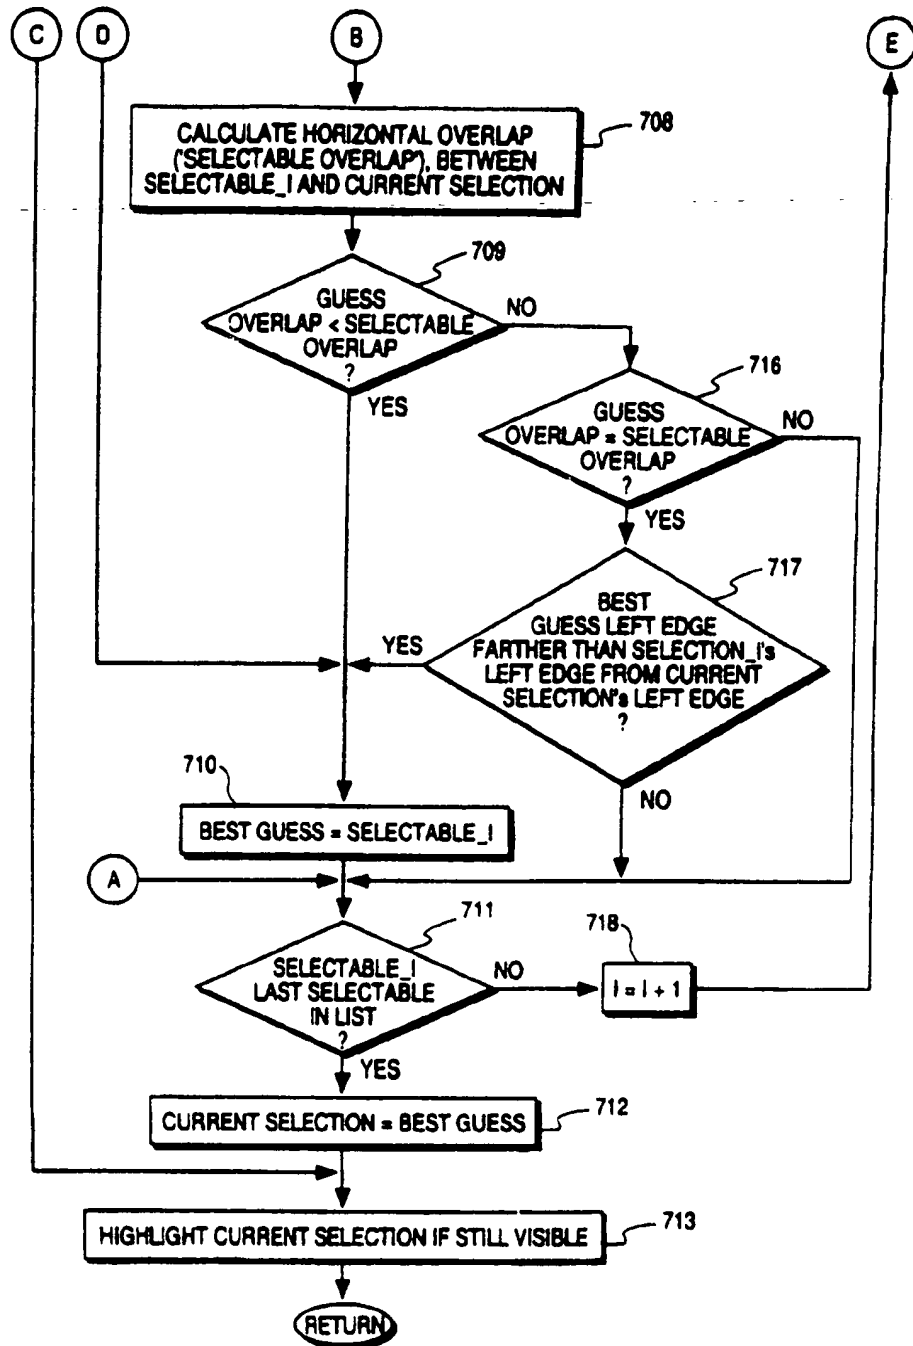 C
D
B
E
CALCULATE HORIZONTAL OVERLAP
('SELECTABLE OVERLAP'), BETWEEN
SELECTABLE_I AND CURRENT SELECTION
708
709
GUESS
OVERLAP < SELECTABLE
OVERLAP
?
NO
YES
716
GUESS
OVERLAP = SELECTABLE
OVERLAP
?
NO
YES
717
BEST
GUESS LEFT EDGE
FARTHER THAN SELECTION_I's
LEFT EDGE FROM CURRENT
SELECTION's LEFT EDGE
?
YES
NO
710
BEST GUESS = SELECTABLE_I
A
711
SELECTABLE_I
LAST SELECTABLE
IN LIST
?
NO
YES
718
I = I + 1
CURRENT SELECTION = BEST GUESS
712
HIGHLIGHT CURRENT SELECTION IF STILL VISIBLE
713
RETURN